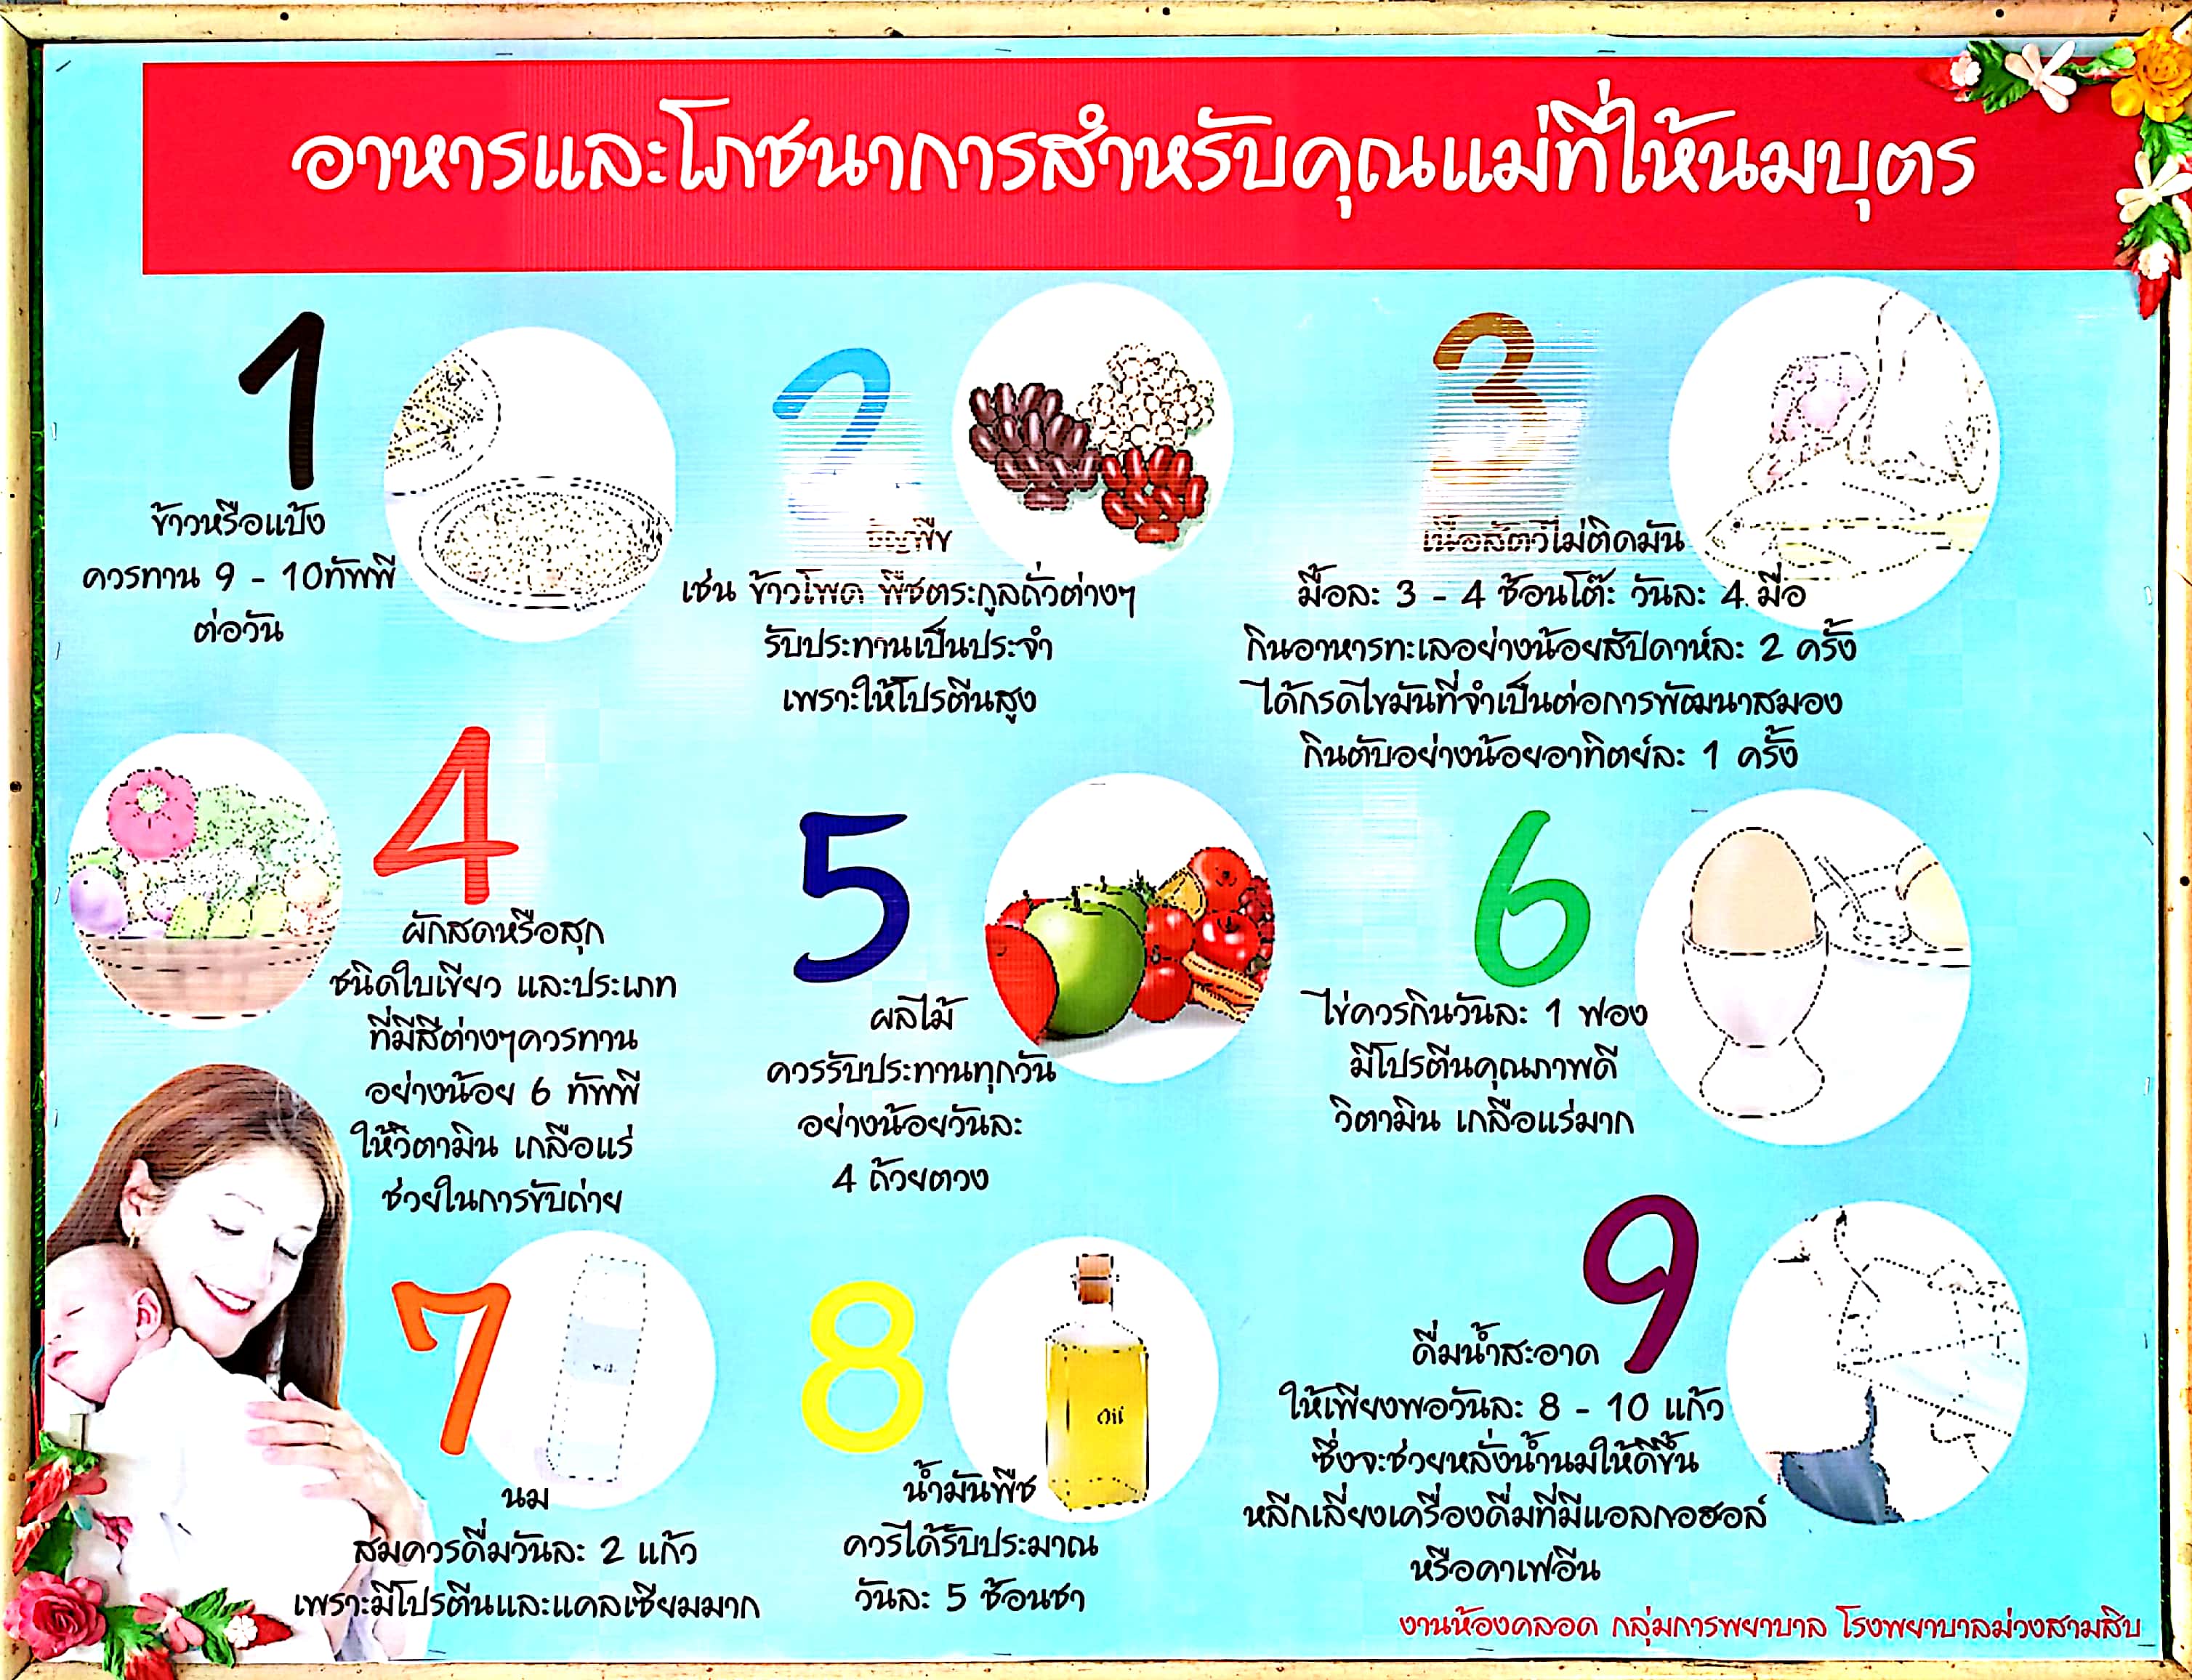 อาหารและโภชนาการสำหรับคุณแม่ที่ให้นมบุตร
1
ข้าวหรือแป้ง
ควรทาน 9 - 10ทัพพี
ต่อวัน
2
ธัญพืช
เช่น ข้าวโพด พืชตระกูลถั่วต่างๆ
รับประทานเป็นประจำ
เพราะให้โปรตีนสูง
3
เนื้อสัตว์ไม่ติดมัน
มื้อละ 3 - 4 ช้อนโต๊ะ วันละ 4 มื้อ
กินอาหารทะเลอย่างน้อยสัปดาห์ละ 2 ครั้ง
ได้กรดไขมันที่จำเป็นต่อการพัฒนาสมอง
กินตับอย่างน้อยอาทิตย์ละ 1 ครั้ง
4
ผักสดหรือสุก
ชนิดใบเขียว และประเภท
ที่มีสีต่างๆควรทาน
อย่างน้อย 6 ทัพพี
ให้วิตามิน เกลือแร่
ช่วยในการขับถ่าย
5
ผลไม้
ควรรับประทานทุกวัน
อย่างน้อยวันละ
4 ถ้วยตวง
6
ไข่ควรกินวันละ 1 ฟอง
มีโปรตีนคุณภาพดี
วิตามิน เกลือแร่มาก
7
นม
สมควรดื่มวันละ 2 แก้ว
เพราะมีโปรตีนและแคลเซียมมาก
8
Oil
น้ำมันพืช
ควรได้รับประมาณ
วันละ 5 ช้อนชา
9
ดื่มน้ำสะอาด
ให้เพียงพอวันละ 8 - 10 แก้ว
ซึ่งจะช่วยหลั่งน้ำนมให้ดีขึ้น
หลีกเลี่ยงเครื่องดื่มที่มีแอลกอฮอล์
หรือคาเฟอีน
งานห้องคลอด กลุ่มการพยาบาล โรงพยาบาลม่วงสามสิบ